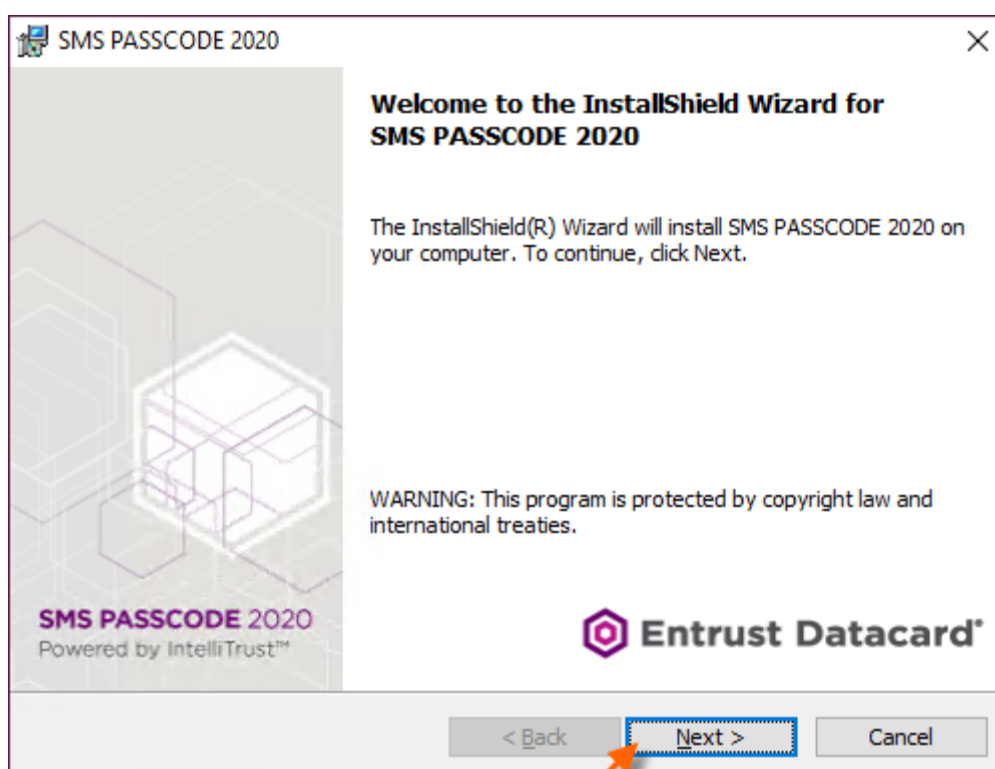 SMS PASSCODE 2020
Welcome to the InstallShield Wizard for
SMS PASSCODE 2020
The InstallShield(R) Wizard will install SMS PASSCODE 2020 on
your computer. To continue, click Next.
WARNING: This program is protected by copyright law and
international treaties.
SMS PASSCODE 2020
Powered by IntelliTrust™
Entrust Datacard®
< Back
Next >
Cancel